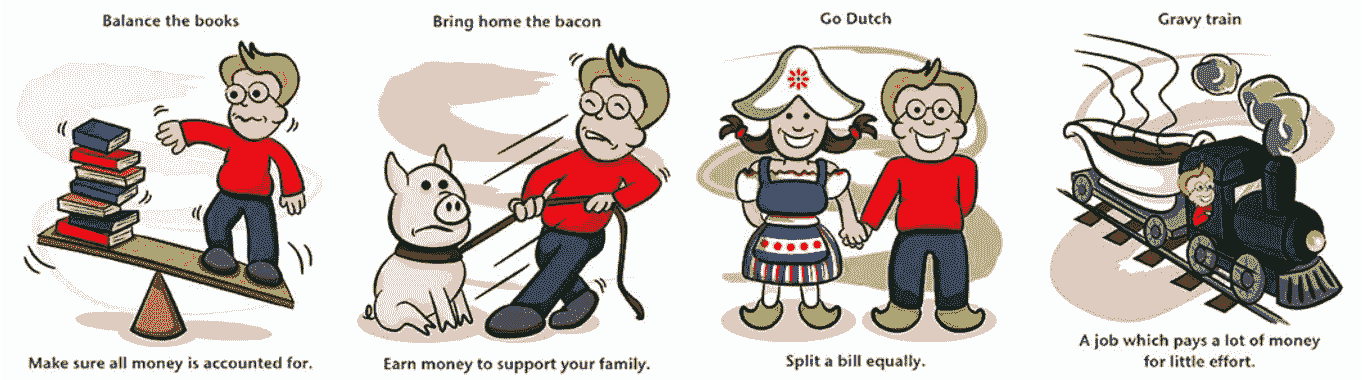 Balance the books
Make sure all money is accounted for.
Bring home the bacon
Earn money to support your family.
Go Dutch
Split a bill equally.
Gravy train
A job which pays a lot of money
for little effort.